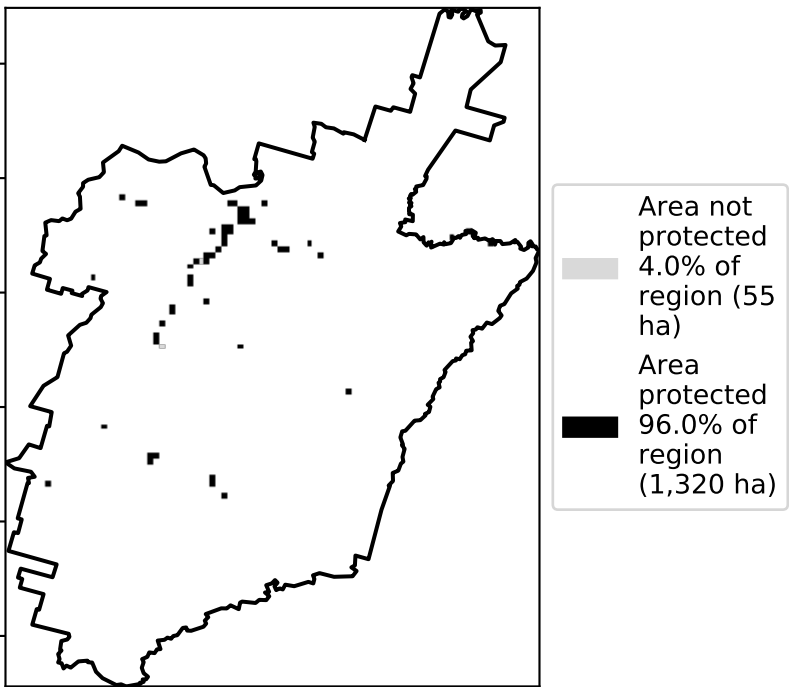 Area not
protected
4.0% of
region (55
ha)
Area
protected
96.0% of
region
(1,320 ha)